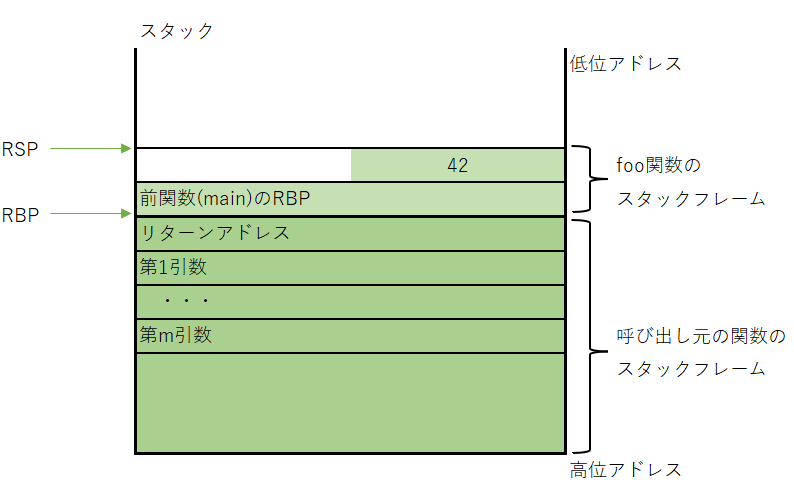 スタック
低位アドレス
RSP
42
foo関数の
スタックフレーム
前関数(main)のRBP
RBP
リターンアドレス
第1引数
・・・
第m引数
呼び出し元の関数の
スタックフレーム
高位アドレス